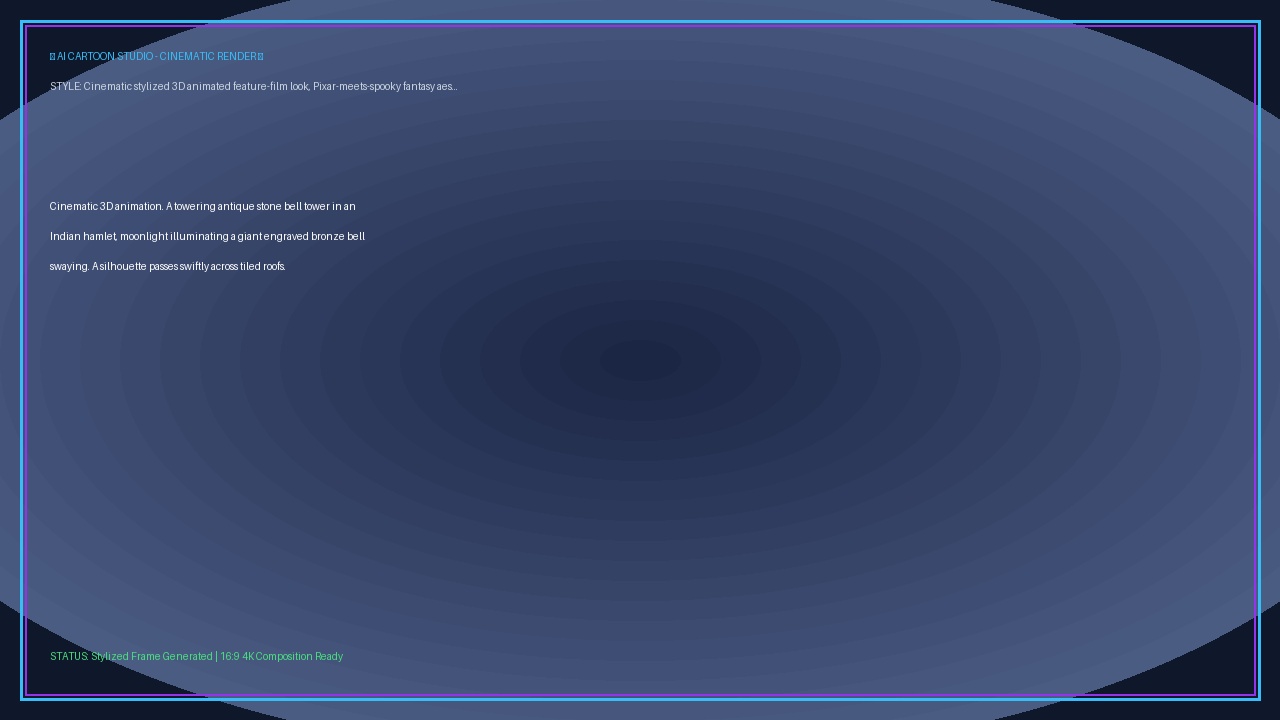 AI CARTOON STUDIO - CINEMATIC RENDER
STYLE: Cinematic stylized 3D animated feature-film look, Pixar-meets-spooky fantasy aes...
Cinematic 3D animation. A towering antique stone bell tower in an
Indian hamlet, moonlight illuminating a giant engraved bronze bell
swaying. A silhouette passes swiftly across tiled roofs.
STATUS: Stylized Frame Generated | 16:9 4K Composition Ready